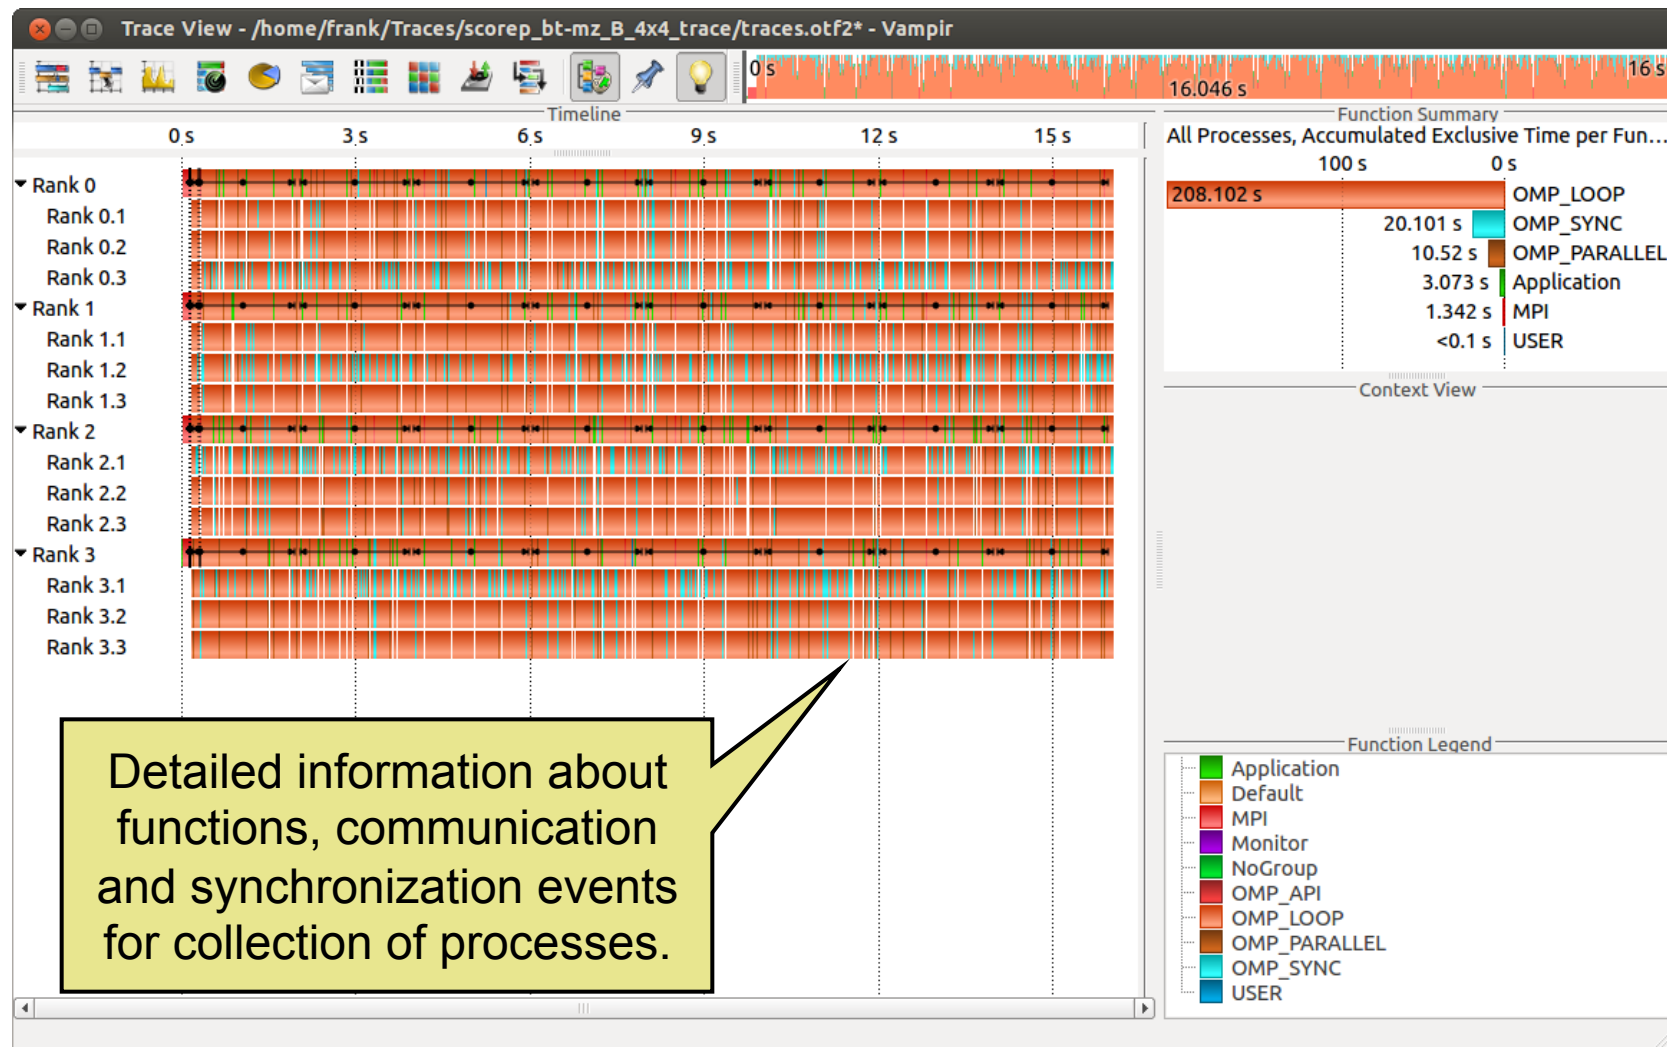 Trace View - /home/frank/Traces/scorep_bt-mz_B_4x4_trace/traces.otf2* - Vampir
0 s
16 s
16.046 s
Timeline
0 s 3 s 6 s 9 s 12 s 15 s
Rank 0
Rank 0.1
Rank 0.2
Rank 0.3
Rank 1
Rank 1.1
Rank 1.2
Rank 1.3
Rank 2
Rank 2.1
Rank 2.2
Rank 2.3
Rank 3
Rank 3.1
Rank 3.2
Rank 3.3
Detailed information about
functions, communication
and synchronization events
for collection of processes.
Function Summary
All Processes, Accumulated Exclusive Time per Fun...
100 s 0 s
208.102 s OMP_LOOP
20.101 s OMP_SYNC
10.52 s OMP_PARALLEL
3.073 s Application
1.342 s MPI
<0.1 s USER
Context View
Function Legend
Application
Default
MPI
Monitor
NoGroup
OMP_API
OMP_LOOP
OMP_PARALLEL
OMP_SYNC
USER